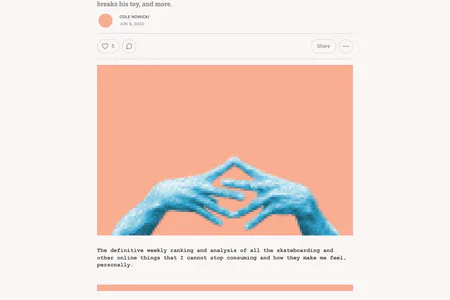 breaks his toy, and more.
COLE NOWICKI
JUN 9, 2023
5
Share
The definitive weekly ranking and analysis of all the skateboarding and
other online things that I cannot stop consuming and how they make me feel,
personally.